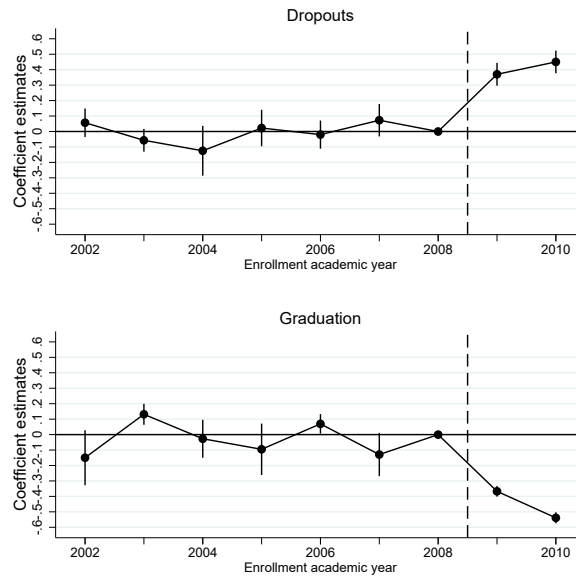 Dropouts
Coefficient estimates
-.6-.5-.4-.3-.2-.1 0 .1 .2 .3 .4 .5 .6
2002 2004 2006 2008 2010
Enrollment academic year
Graduation
Coefficient estimates
-.6-.5-.4-.3-.2-.1 0 .1 .2 .3 .4 .5 .6
2002 2004 2006 2008 2010
Enrollment academic year